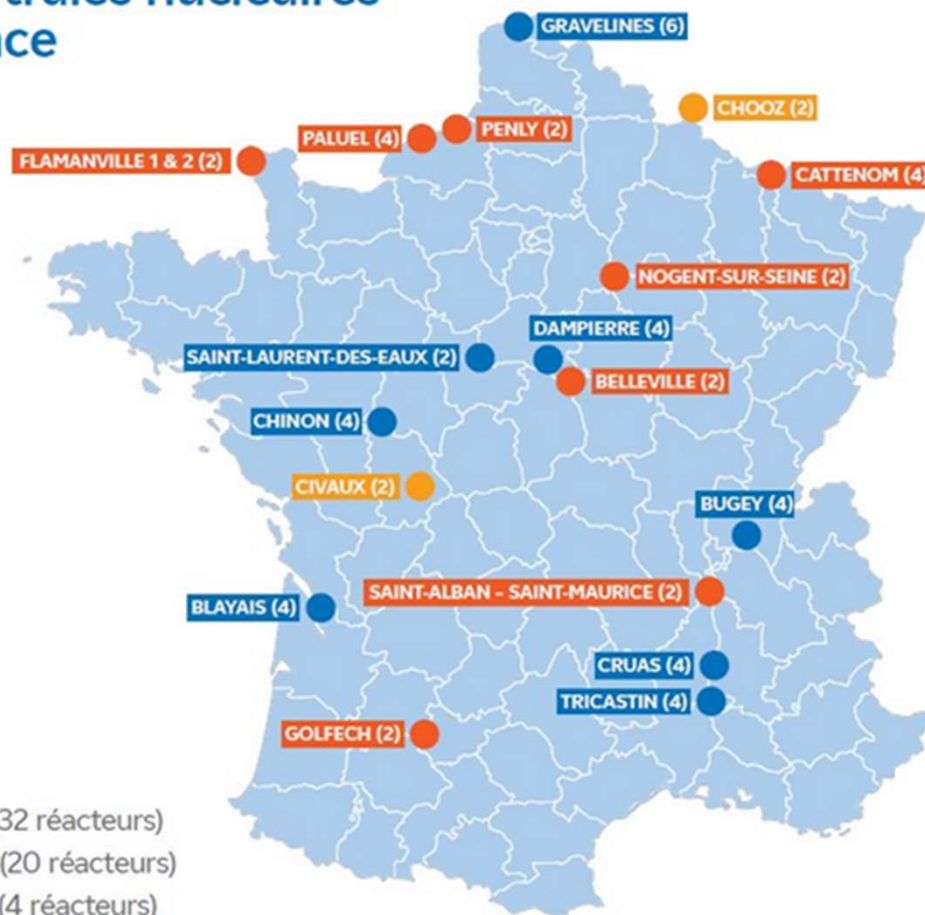 nce
GRAVELINES (6)
CHOOZ (2)
PENLY (2)
PALUEL (4)
FLAMANVILLE 1 & 2 (2)
CATTENOM (4)
NOGENT-SUR-SEINE (2)
DAMPIERRE (4)
SAINT-LAURENT-DES-EAUX (2)
BELLEVILLE (2)
CHINON (4)
CIVAUX (2)
BUGEY (4)
SAINT-ALBAN – SAINT-MAURICE (2)
BLAYAIS (4)
CRUAS (4)
TRICASTIN (4)
GOLFECH (2)
32 réacteurs)
(20 réacteurs)
(4 réacteurs)